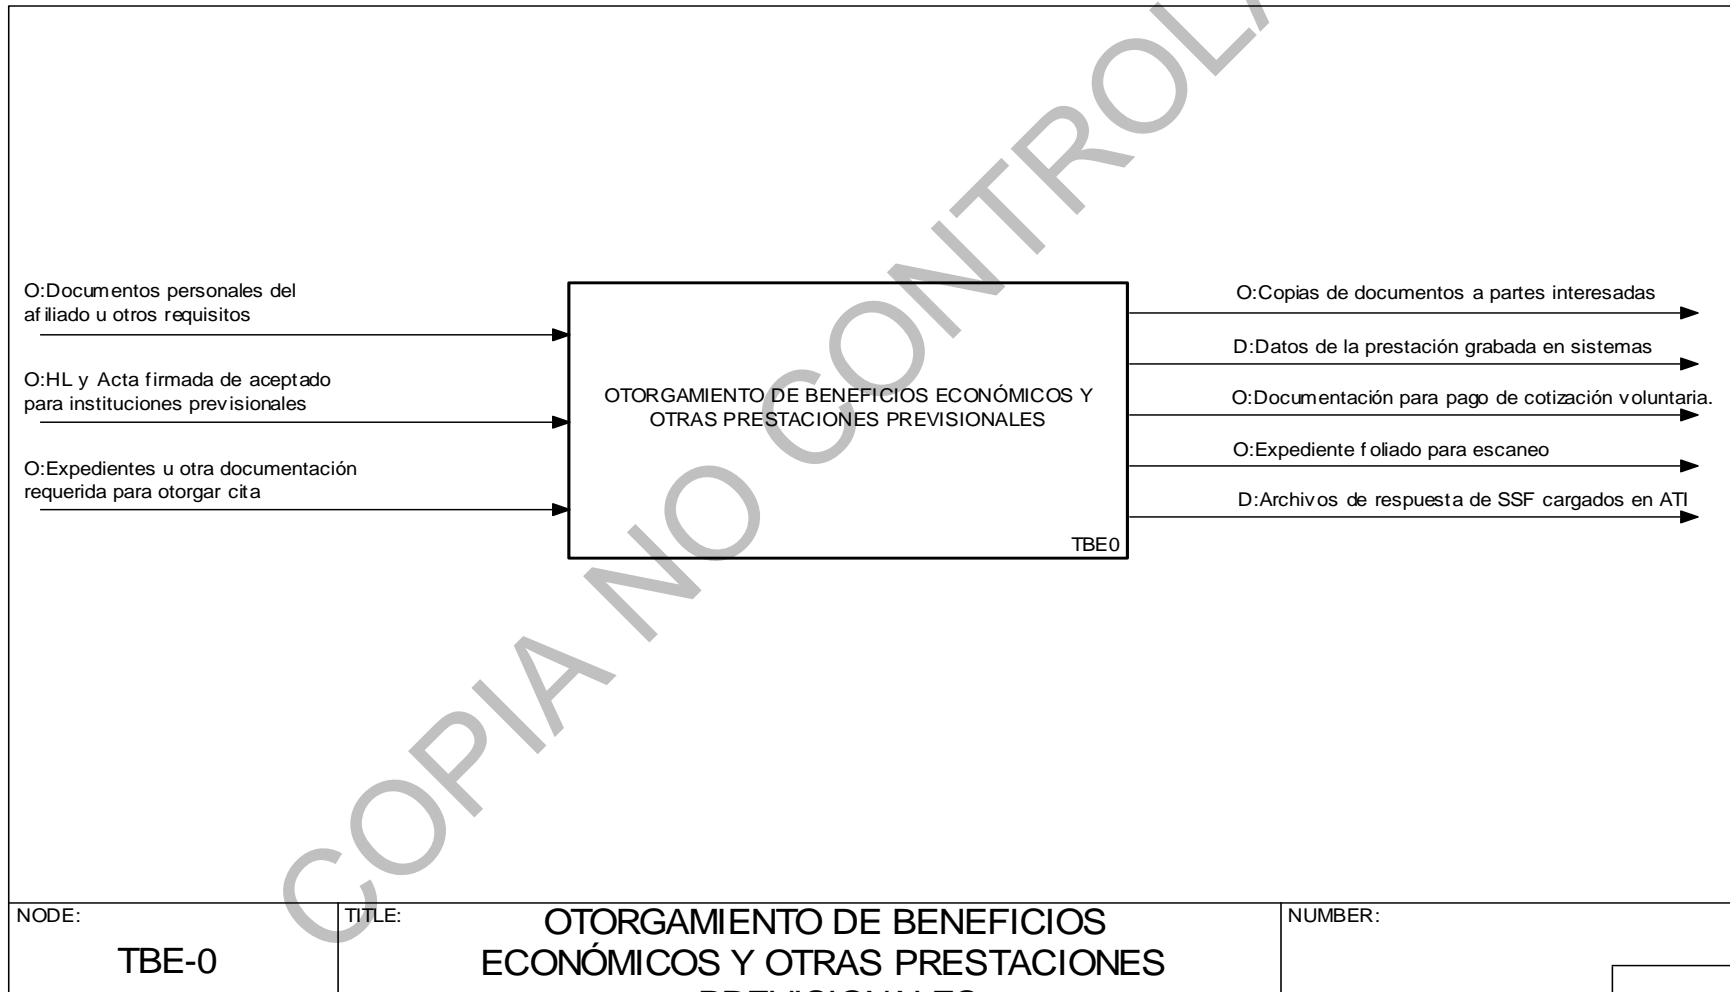 O:Documentos personales del
afiliado u otros requisitos
O:HL y Acta firmada de aceptado
para instituciones previsionales
O:Expedientes u otra documentación
requerida para otorgar cita
OTORGAMIENTO DE BENEFICIOS ECONÓMICOS Y
OTRAS PRESTACIONES PREVISIONALES
TBE0
O:Copias de documentos a partes interesadas
D:Datos de la prestación grabada en sistemas
O:Documentación para pago de cotización voluntaria.
O:Expediente foliado para escaneo
D:Archivos de respuesta de SSF cargados en ATI
COPIA NO CONTROLA
NODE:
TBE-0
TITLE:
OTORGAMIENTO DE BENEFICIOS
ECONÓMICOS Y OTRAS PRESTACIONES
PREVISIONALES
NUMBER: